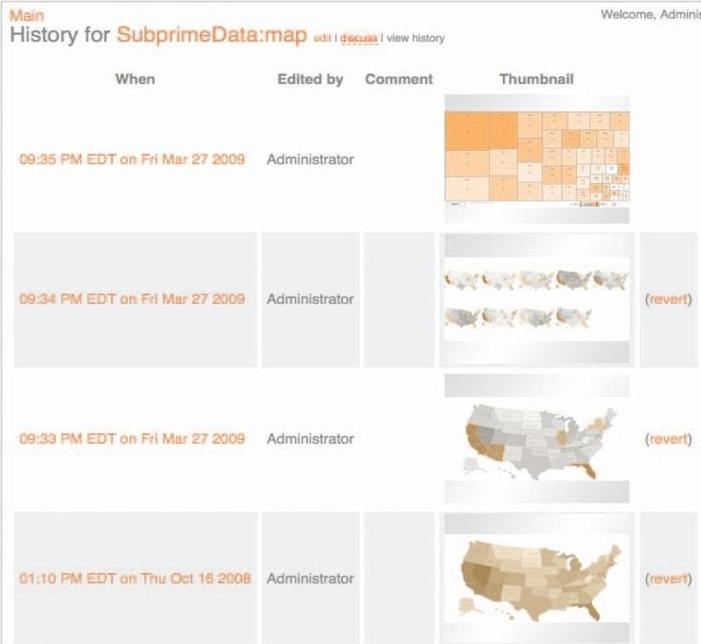 Main
Welcome, Adminis
History for SubprimeData:map edit | discuss | view history
When Edited by Comment Thumbnail
09:35 PM EDT on Fri Mar 27 2009 Administrator
09:34 PM EDT on Fri Mar 27 2009 Administrator (revert)
09:33 PM EDT on Fri Mar 27 2009 Administrator (revert)
01:10 PM EDT on Thu Oct 16 2008 Administrator (revert)